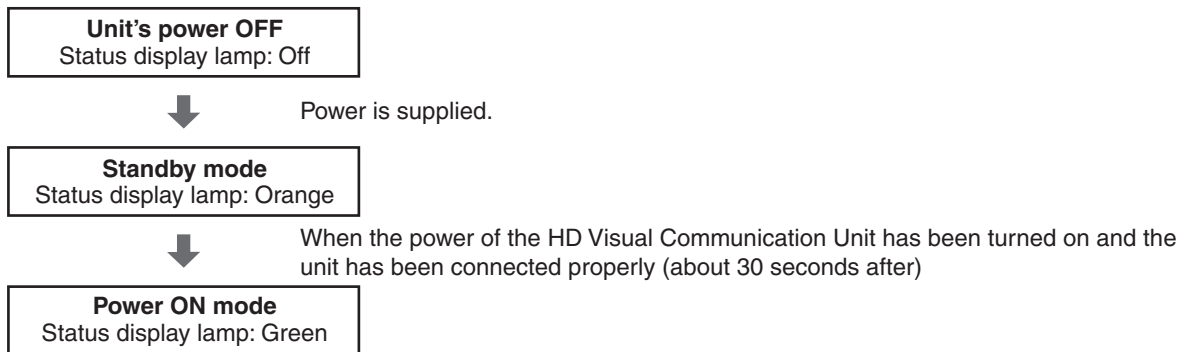 Unit's power OFF
Status display lamp: Off
Power is supplied.
Standby mode
Status display lamp: Orange
When the power of the HD Visual Communication Unit has been turned on and the
unit has been connected properly (about 30 seconds after)
Power ON mode
Status display lamp: Green